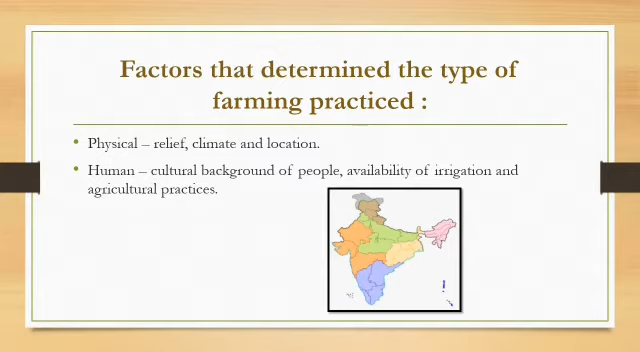 Factors that determined the type of
farming practiced :
• Physical – relief, climate and location.
• Human – cultural background of people, availability of irrigation and
agricultural practices.